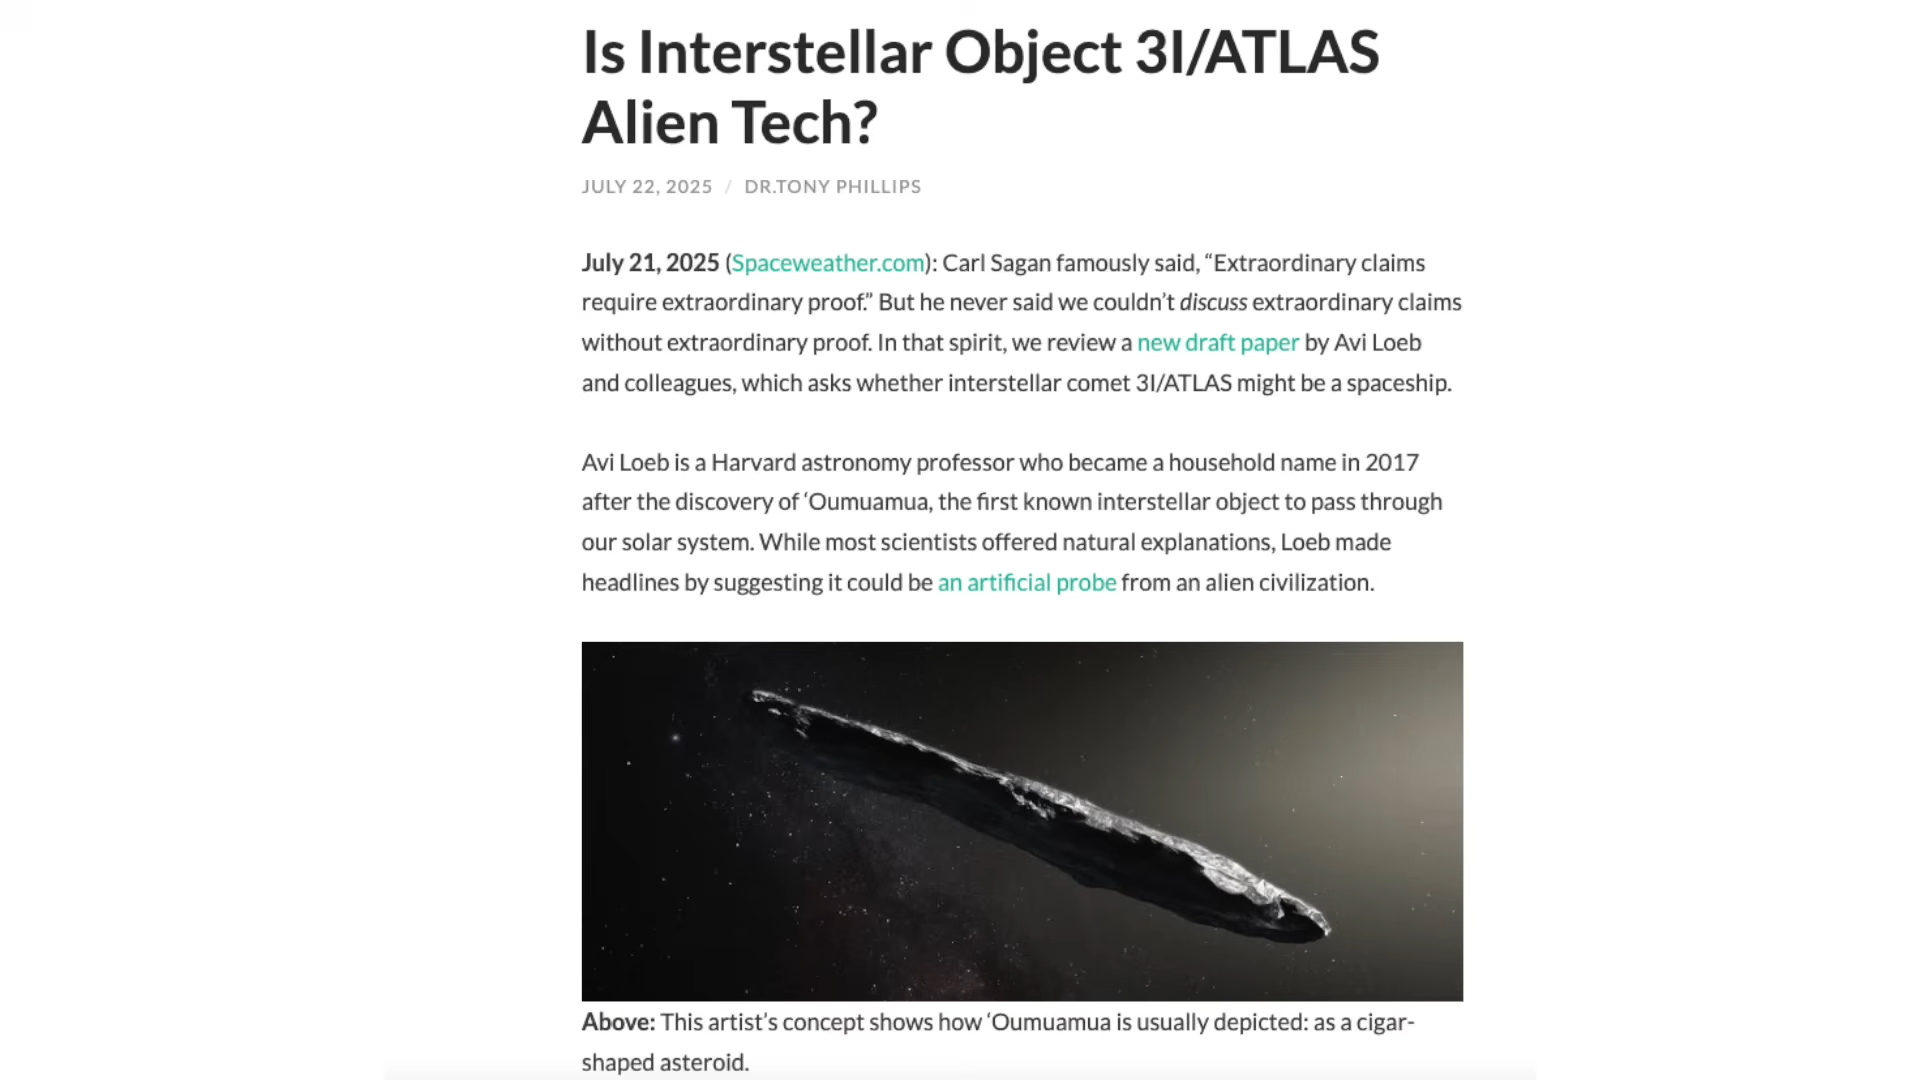 Is Interstellar Object 3I/ATLAS
Alien Tech?
JULY 22, 2025 / DR.TONY PHILLIPS
July 21, 2025 (Spaceweather.com): Carl Sagan famously said, “Extraordinary claims
require extraordinary proof.” But he never said we couldn’t discuss extraordinary claims
without extraordinary proof. In that spirit, we review a new draft paper by Avi Loeb
and colleagues, which asks whether interstellar comet 3I/ATLAS might be a spaceship.
Avi Loeb is a Harvard astronomy professor who became a household name in 2017
after the discovery of ‘Oumuamua, the first known interstellar object to pass through
our solar system. While most scientists offered natural explanations, Loeb made
headlines by suggesting it could be an artificial probe from an alien civilization.
Above: This artist’s concept shows how ‘Oumuamua is usually depicted: as a cigar-
shaped asteroid.